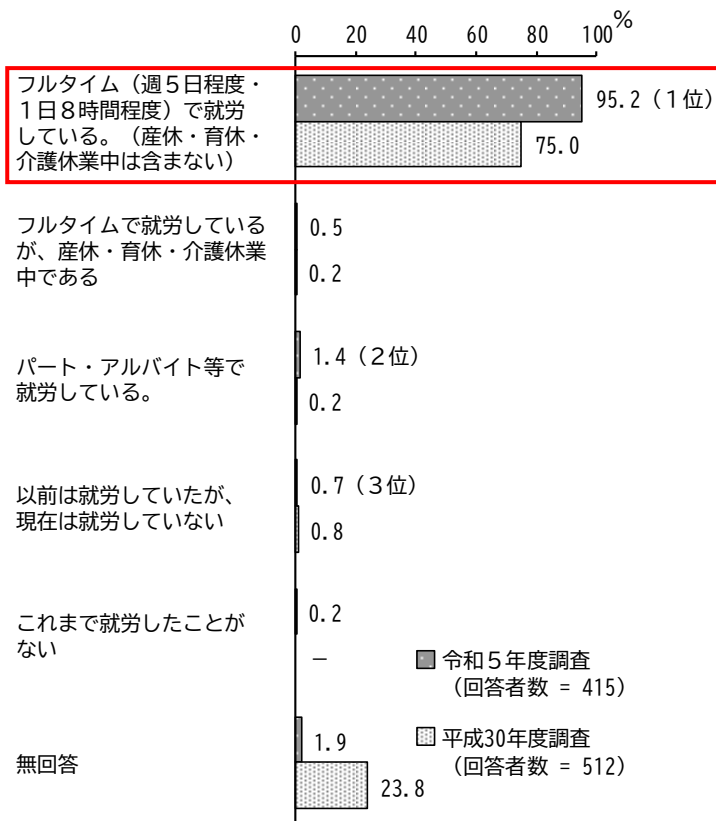 %
0 20 40 60 80 100
フルタイム（週５日程度・
１日８時間程度）で就労
している。（産休・育休・
介護休業中は含まない）
95.2（１位）
75.0
フルタイムで就労している
が、産休・育休・介護休業
中である
0.5
0.2
パート・アルバイト等で
就労している。
1.4（２位）
0.2
以前は就労していたが、
現在は就労していない
0.7（３位）
0.8
これまで就労したことが
ない
0.2
－
無回答
1.9
23.8
令和５年度調査
（回答者数 = 415）
平成30年度調査
（回答者数 = 512）